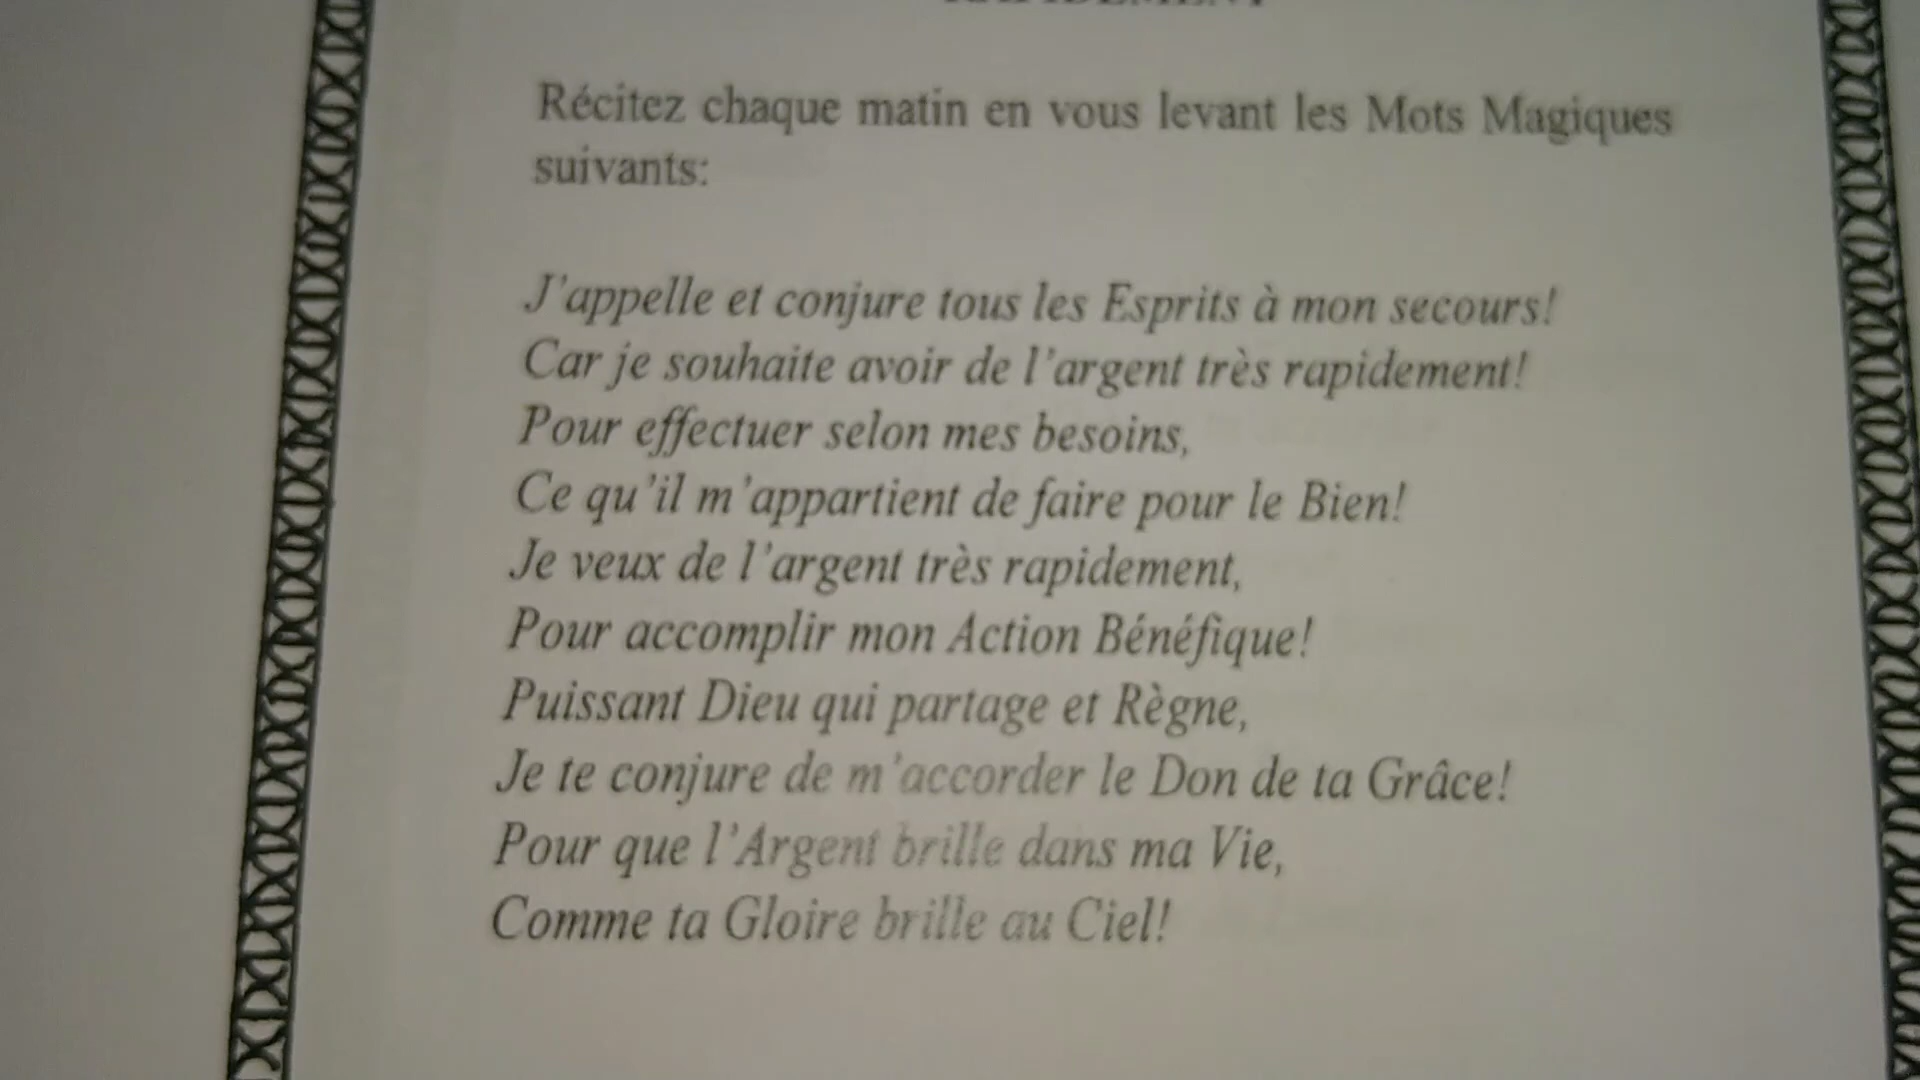 Récitez chaque matin en vous levant les Mots Magiques
suivants:
J'appelle et conjure tous les Esprits à mon secours!
Car je souhaite avoir de l'argent très rapidement!
Pour effectuer selon mes besoins,
Ce qu'il m'appartient de faire pour le Bien!
Je veux de l'argent très rapidement,
Pour accomplir mon Action Bénéfique!
Puissant Dieu qui partage et Règne,
Je te conjure de m'accorder le Don de ta Grâce!
Pour que l'Argent brille dans ma Vie,
Comme ta Gloire brille au Ciel!